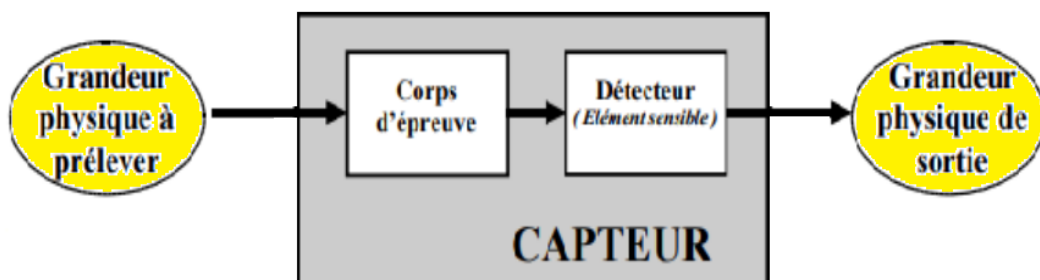 Grandeur
physique à
prélever
Corps
d'épreuve
Détecteur
( Elément sensible )
Grandeur
physique de
sortie
CAPTEUR